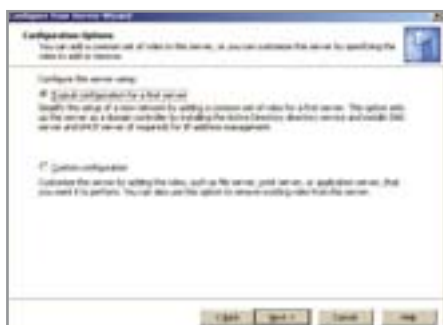 Configure Your Server Wizard
Configuration Options
You can add a common set of roles to this server, or you can customize this server by specifying the
roles to add or remove.
Configure this server using:
Typical configuration for a first server
Simplify the setup of a new network by adding a common set of roles for a first server. This option sets
up the server as a domain controller by installing the Active Directory directory service and installs DNS
server and DHCP server (if required) for IP address management.
Custom configuration
Customize this server by adding the roles, such as file server, print server, or application server, that
you want it to perform. You can also use this option to remove existing roles from this server.
< Back
Next >
Cancel
Help